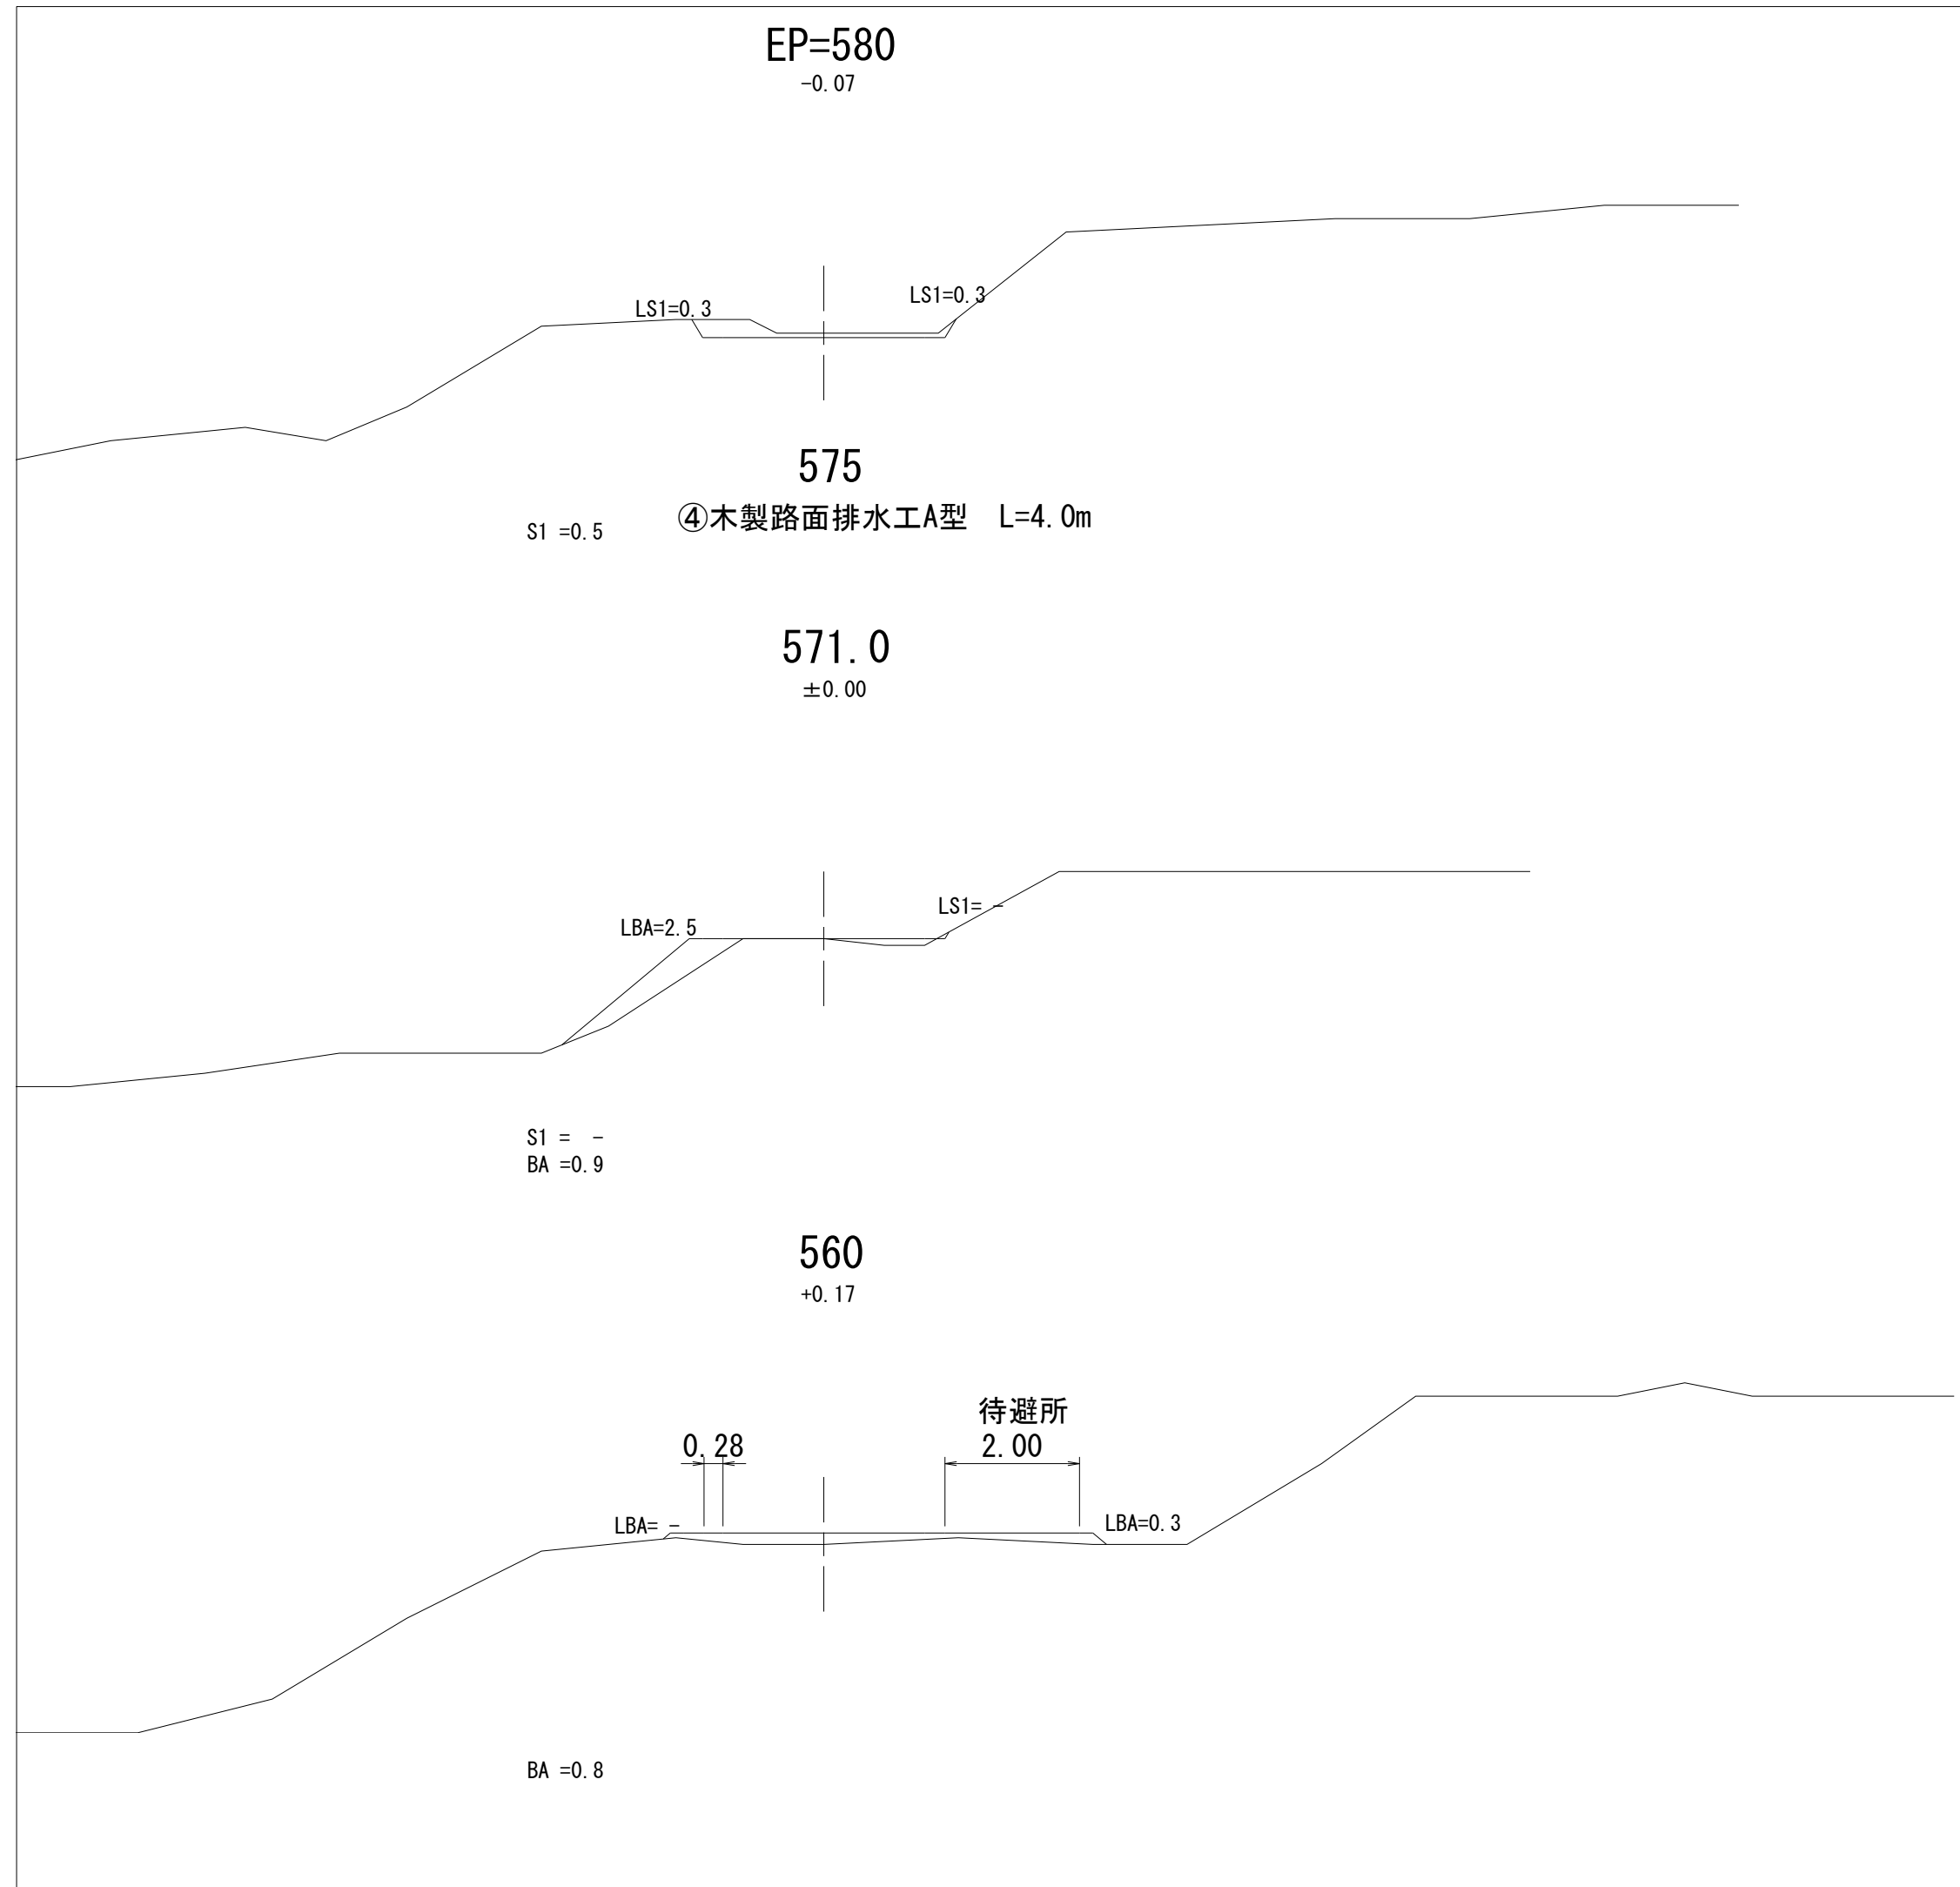 EP=580
-0.07
LS1=0.3
LS1=0.3
575
④木製路面排水工A型　L=4.0m
S1 =0.5
571.0
±0.00
LS1= -
LBA=2.5
S1 =  -
BA =0.9
560
+0.17
待避所
0.28
2.00
LBA= -
LBA=0.3
BA =0.8